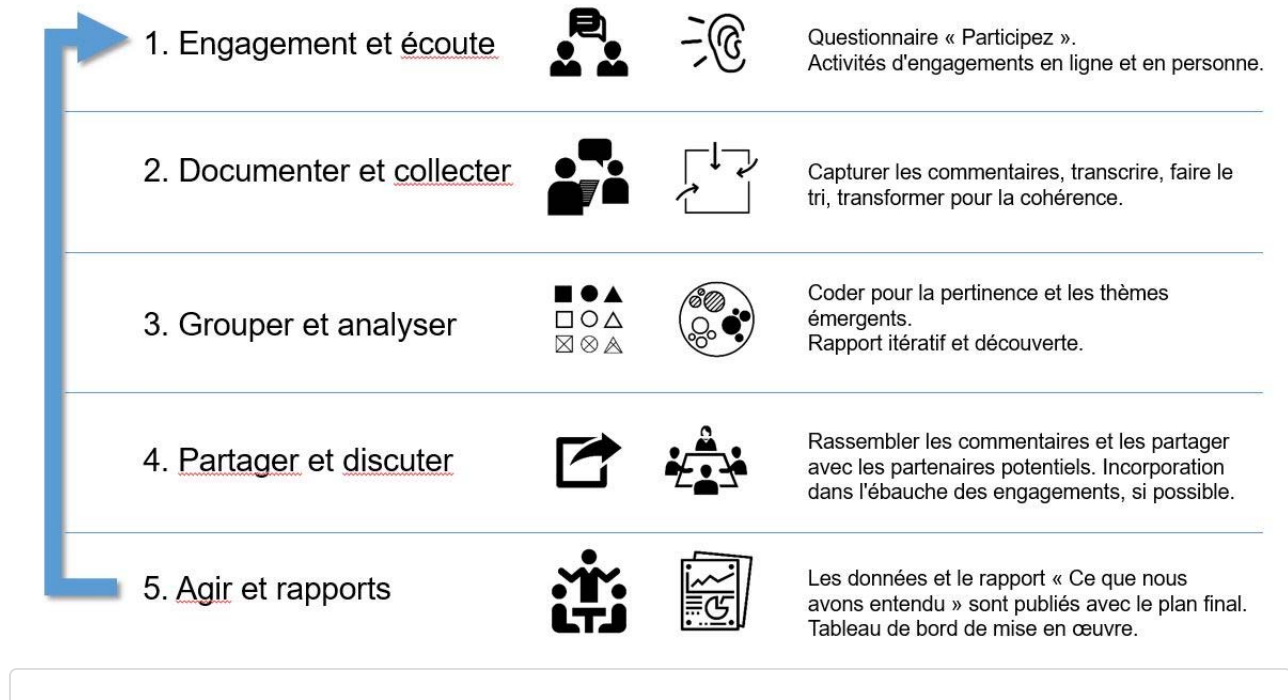 1. Engagement et écoute
Questionnaire « Participez ».
Activités d'engagements en ligne et en personne.
2. Documenter et collecter
Capturer les commentaires, transcrire, faire le
tri, transformer pour la cohérence.
3. Grouper et analyser
Coder pour la pertinence et les thèmes
émergents.
Rapport itératif et découverte.
4. Partager et discuter
Rassembler les commentaires et les partager
avec les partenaires potentiels. Incorporation
dans l'ébauche des engagements, si possible.
5. Agir et rapports
Les données et le rapport « Ce que nous
avons entendu » sont publiés avec le plan final.
Tableau de bord de mise en œuvre.